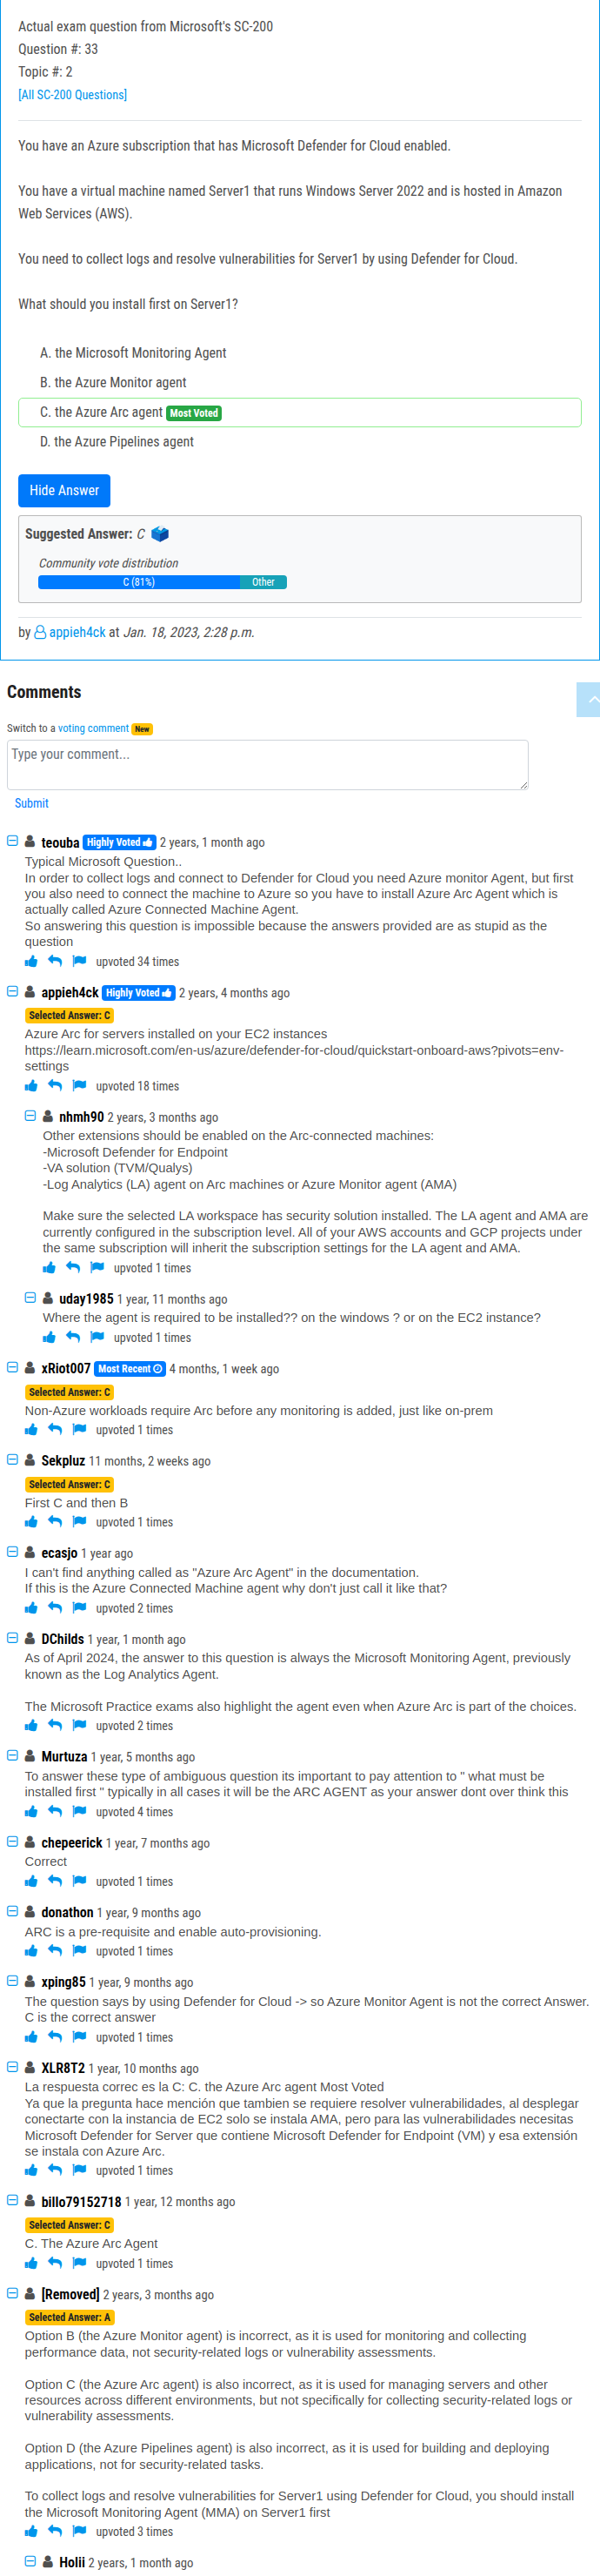 Actual exam question from Microsoft's SC-200
Question #: 33
Topic #: 2
[All SC-200 Questions]
You have an Azure subscription that has Microsoft Defender for Cloud enabled.
You have a virtual machine named Server1 that runs Windows Server 2022 and is hosted in Amazon
Web Services (AWS).
You need to collect logs and resolve vulnerabilities for Server1 by using Defender for Cloud.
What should you install first on Server1?
A. the Microsoft Monitoring Agent
B. the Azure Monitor agent
C. the Azure Arc agent Most Voted
D. the Azure Pipelines agent
Hide Answer
Suggested Answer: C
Community vote distribution
C (81%) Other
by appieh4ck at Jan. 18, 2023, 2:28 p.m.
Comments
Switch to a voting comment New
Type your comment...
Submit
teouba Highly Voted 2 years, 1 month ago
Typical Microsoft Question..
In order to collect logs and connect to Defender for Cloud you need Azure monitor Agent, but first
you also need to connect the machine to Azure so you have to install Azure Arc Agent which is
actually called Azure Connected Machine Agent.
So answering this question is impossible because the answers provided are as stupid as the
question
upvoted 34 times
appieh4ck Highly Voted 2 years, 4 months ago
Selected Answer: C
Azure Arc for servers installed on your EC2 instances
https://learn.microsoft.com/en-us/azure/defender-for-cloud/quickstart-onboard-aws?pivots=env-
settings
upvoted 18 times
nhmh90 2 years, 3 months ago
Other extensions should be enabled on the Arc-connected machines:
-Microsoft Defender for Endpoint
-VA solution (TVM/Qualys)
-Log Analytics (LA) agent on Arc machines or Azure Monitor agent (AMA)
Make sure the selected LA workspace has security solution installed. The LA agent and AMA are
currently configured in the subscription level. All of your AWS accounts and GCP projects under
the same subscription will inherit the subscription settings for the LA agent and AMA.
upvoted 1 times
uday1985 1 year, 11 months ago
Where the agent is required to be installed?? on the windows ? or on the EC2 instance?
upvoted 1 times
xRiot007 Most Recent 4 months, 1 week ago
Selected Answer: C
Non-Azure workloads require Arc before any monitoring is added, just like on-prem
upvoted 1 times
Sekpluz 11 months, 2 weeks ago
Selected Answer: C
First C and then B
upvoted 1 times
ecasjo 1 year ago
I can't find anything called as "Azure Arc Agent" in the documentation.
If this is the Azure Connected Machine agent why don't just call it like that?
upvoted 2 times
DChilds 1 year, 1 month ago
As of April 2024, the answer to this question is always the Microsoft Monitoring Agent, previously
known as the Log Analytics Agent.
The Microsoft Practice exams also highlight the agent even when Azure Arc is part of the choices.
upvoted 2 times
Murtuza 1 year, 5 months ago
To answer these type of ambiguous question its important to pay attention to " what must be
installed first " typically in all cases it will be the ARC AGENT as your answer dont over think this
upvoted 4 times
chepeerick 1 year, 7 months ago
Correct
upvoted 1 times
donathon 1 year, 9 months ago
ARC is a pre-requisite and enable auto-provisioning.
upvoted 1 times
xping85 1 year, 9 months ago
The question says by using Defender for Cloud -> so Azure Monitor Agent is not the correct Answer.
C is the correct answer
upvoted 1 times
XLR8T2 1 year, 10 months ago
La respuesta correc es la C: C. the Azure Arc agent Most Voted
Ya que la pregunta hace mención que tambien se requiere resolver vulnerabilidades, al desplegar
conectarte con la instancia de EC2 solo se instala AMA, pero para las vulnerabilidades necesitas
Microsoft Defender for Server que contiene Microsoft Defender for Endpoint (VM) y esa extensión
se instala con Azure Arc.
upvoted 1 times
billo79152718 1 year, 12 months ago
Selected Answer: C
C. The Azure Arc Agent
upvoted 1 times
[Removed] 2 years, 3 months ago
Selected Answer: A
Option B (the Azure Monitor agent) is incorrect, as it is used for monitoring and collecting
performance data, not security-related logs or vulnerability assessments.
Option C (the Azure Arc agent) is also incorrect, as it is used for managing servers and other
resources across different environments, but not specifically for collecting security-related logs or
vulnerability assessments.
Option D (the Azure Pipelines agent) is also incorrect, as it is used for building and deploying
applications, not for security-related tasks.
To collect logs and resolve vulnerabilities for Server1 using Defender for Cloud, you should install
the Microsoft Monitoring Agent (MMA) on Server1 first
upvoted 3 times
Holii 2 years, 1 month ago